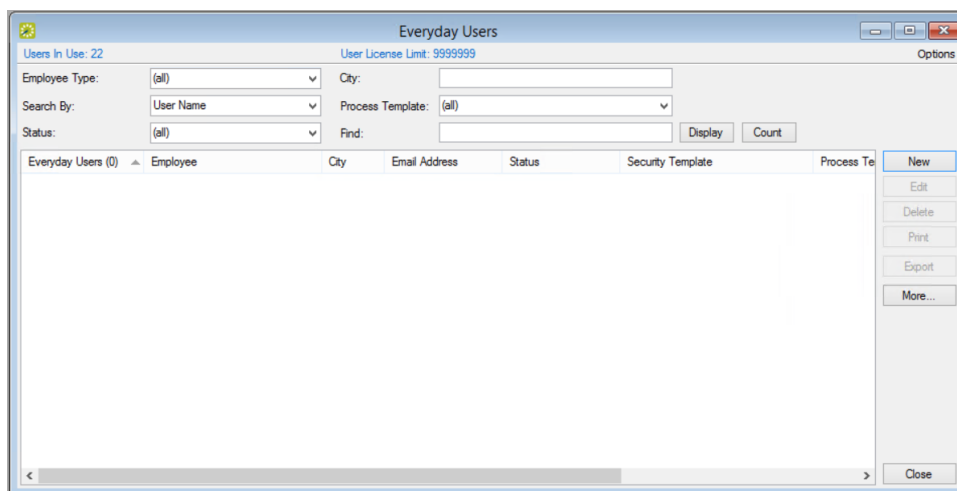 Everyday Users
Users In Use: 22 User License Limit: 9999999 Options
Employee Type: (all) City:
Search By: User Name Process Template: (all)
Status: (all) Find: Display Count
Everyday Users (0) Employee City Email Address Status Security Template Process Te New
Edit
Delete
Print
Export
More...
Close